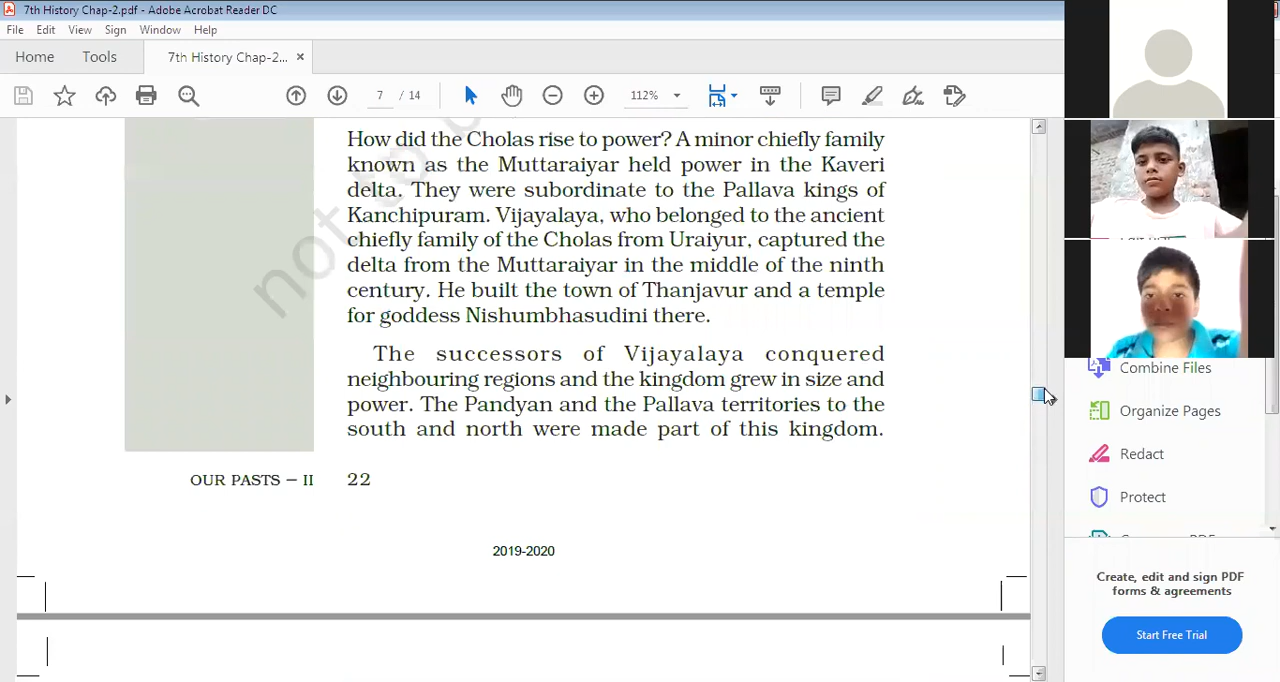 7th History Chap-2.pdf - Adobe Acrobat Reader DC
File Edit View Sign Window Help
Home Tools 7th History Chap-2... ×
7 / 14 112%
How did the Cholas rise to power? A minor chiefly family
known as the Muttaraiyar held power in the Kaveri
delta. They were subordinate to the Pallava kings of
Kanchipuram. Vijayalaya, who belonged to the ancient
chiefly family of the Cholas from Uraiyur, captured the
delta from the Muttaraiyar in the middle of the ninth
century. He built the town of Thanjavur and a temple
for goddess Nishumbhasudini there.
The successors of Vijayalaya conquered
neighbouring regions and the kingdom grew in size and
power. The Pandyan and the Pallava territories to the
south and north were made part of this kingdom.
OUR PASTS – II 22
2019-2020
not to b
Combine Files
Organize Pages
Redact
Protect
Create, edit and sign PDF
forms & agreements
Start Free Trial